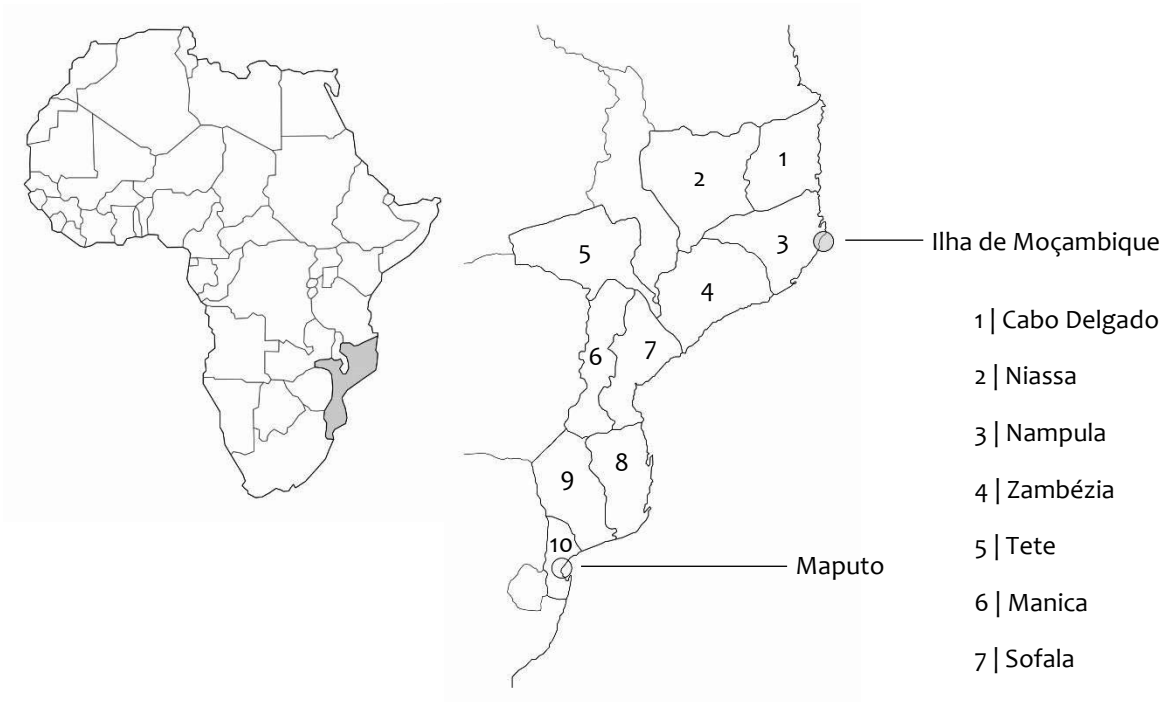 1
2
3
Ilha de Moçambique
5
4
1 | Cabo Delgado
7
6
2 | Niassa
3 | Nampula
8
9
4 | Zambézia
10
5 | Tete
Maputo
6 | Manica
7 | Sofala